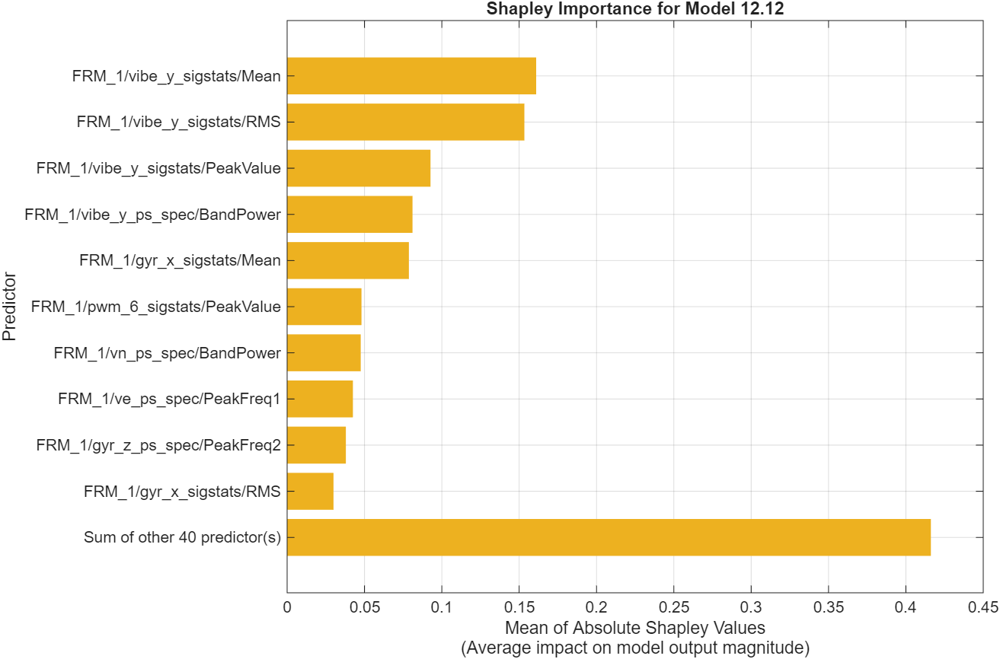 Shapley Importance for Model 12.12
FRM_1/vibe_y_sigstats/Mean
FRM_1/vibe_y_sigstats/RMS
FRM_1/vibe_y_sigstats/PeakValue
FRM_1/vibe_y_ps_spec/BandPower
FRM_1/gyr_x_sigstats/Mean
FRM_1/pwm_6_sigstats/PeakValue
FRM_1/vn_ps_spec/BandPower
FRM_1/ve_ps_spec/PeakFreq1
FRM_1/gyr_z_ps_spec/PeakFreq2
FRM_1/gyr_x_sigstats/RMS
Sum of other 40 predictor(s)
Predictor
0 0.05 0.1 0.15 0.2 0.25 0.3 0.35 0.4 0.45
Mean of Absolute Shapley Values
(Average impact on model output magnitude)